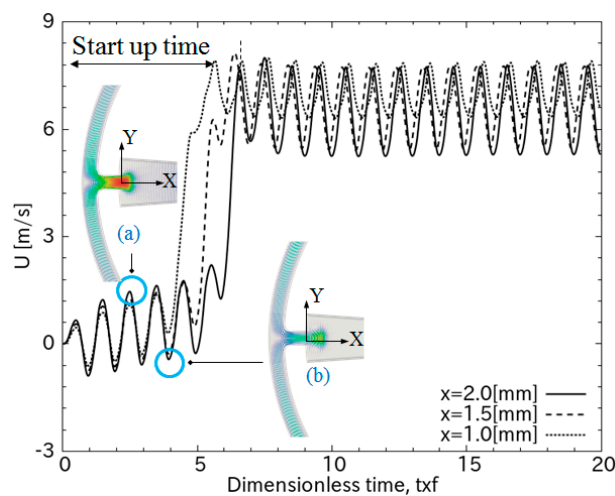 9
Start up time
Y
X
6
(a)
U [m/s]
3
Y
X
(b)
0
x=2.0[mm]
x=1.5[mm]
x=1.0[mm]
-3
0 5 10 15 20
Dimensionless time, txf